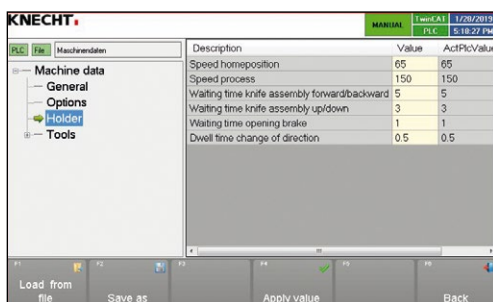 KNECHT
MANUAL
TwinCAT 1/28/2019
PLC 5:18:27 PM
PLC File Maschinendaten
Machine data
General
Options
Holder
Tools
Description Value ActPlcValue
Speed homeposition 65 65
Speed process 150 150
Waiting time knife assembly forward/backward 5 5
Waiting time knife assembly up/down 3 3
Waiting time opening brake 1 1
Dwell time change of direction 0.5 0.5
F1 F2 F3 F4 F5 F6
Load from file
Save as
Apply value
Back